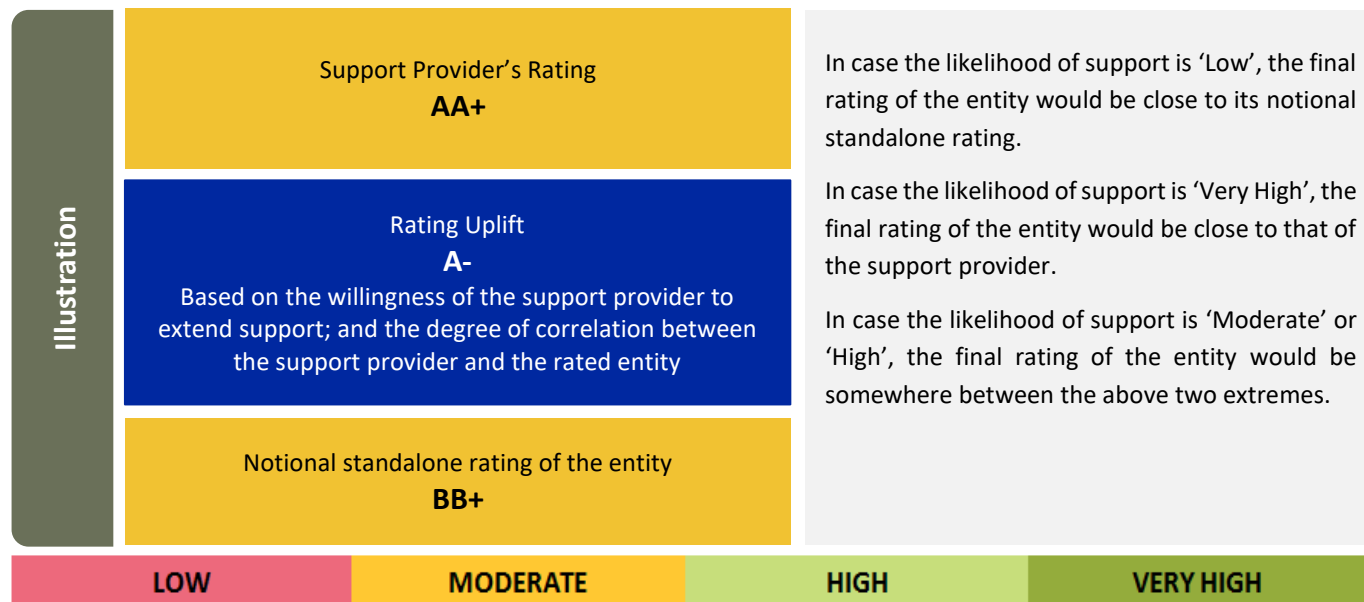 Illustration
Support Provider’s Rating
AA+
Rating Uplift
A-
Based on the willingness of the support provider to
extend support; and the degree of correlation between
the support provider and the rated entity
Notional standalone rating of the entity
BB+
In case the likelihood of support is ‘Low’, the final
rating of the entity would be close to its notional
standalone rating.
In case the likelihood of support is ‘Very High’, the
final rating of the entity would be close to that of
the support provider.
In case the likelihood of support is ‘Moderate’ or
‘High’, the final rating of the entity would be
somewhere between the above two extremes.
LOW
MODERATE
HIGH
VERY HIGH